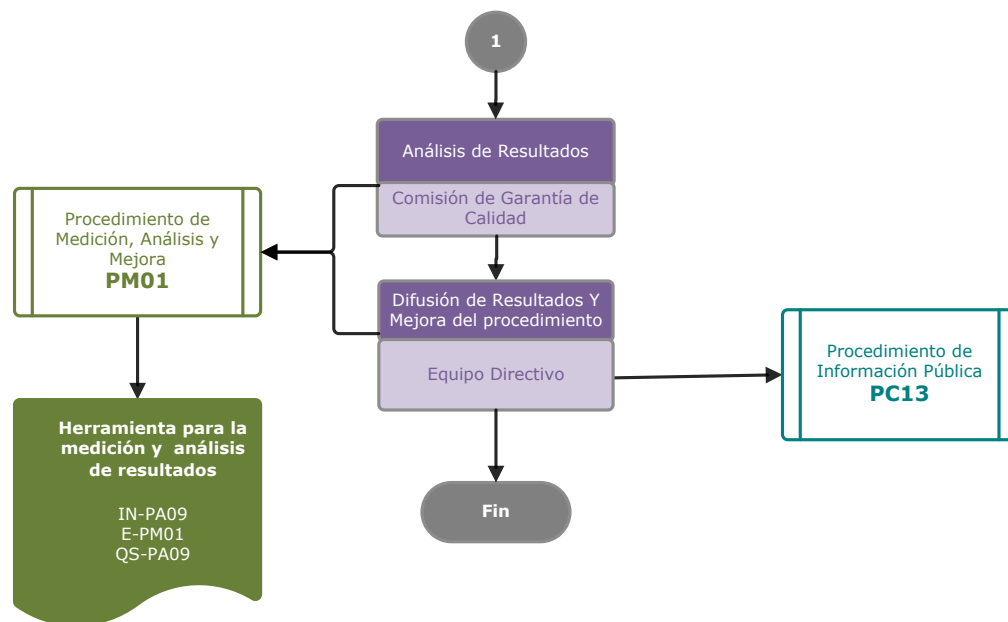 1
Análisis de Resultados
Comisión de Garantía de
Calidad
Procedimiento de
Medición, Análisis y
Mejora
PM01
Difusión de Resultados Y
Mejora del procedimiento
Equipo Directivo
Procedimiento de
Información Pública
PC13
Herramienta para la
medición y análisis
de resultados
IN-PA09
E-PM01
QS-PA09
Fin